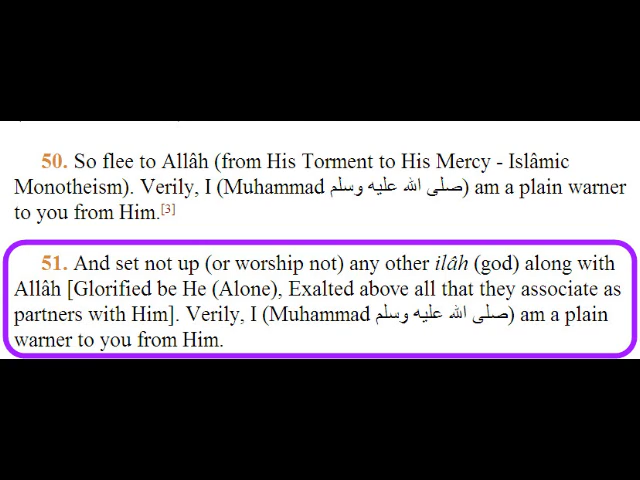 50. So flee to Allâh (from His Torment to His Mercy - Islâmic
Monotheism). Verily, I (Muhammad صلى الله عليه وسلم) am a plain warner
to you from Him.[3]
51. And set not up (or worship not) any other ilâh (god) along with
Allâh [Glorified be He (Alone), Exalted above all that they associate as
partners with Him]. Verily, I (Muhammad صلى الله عليه وسلم) am a plain
warner to you from Him.